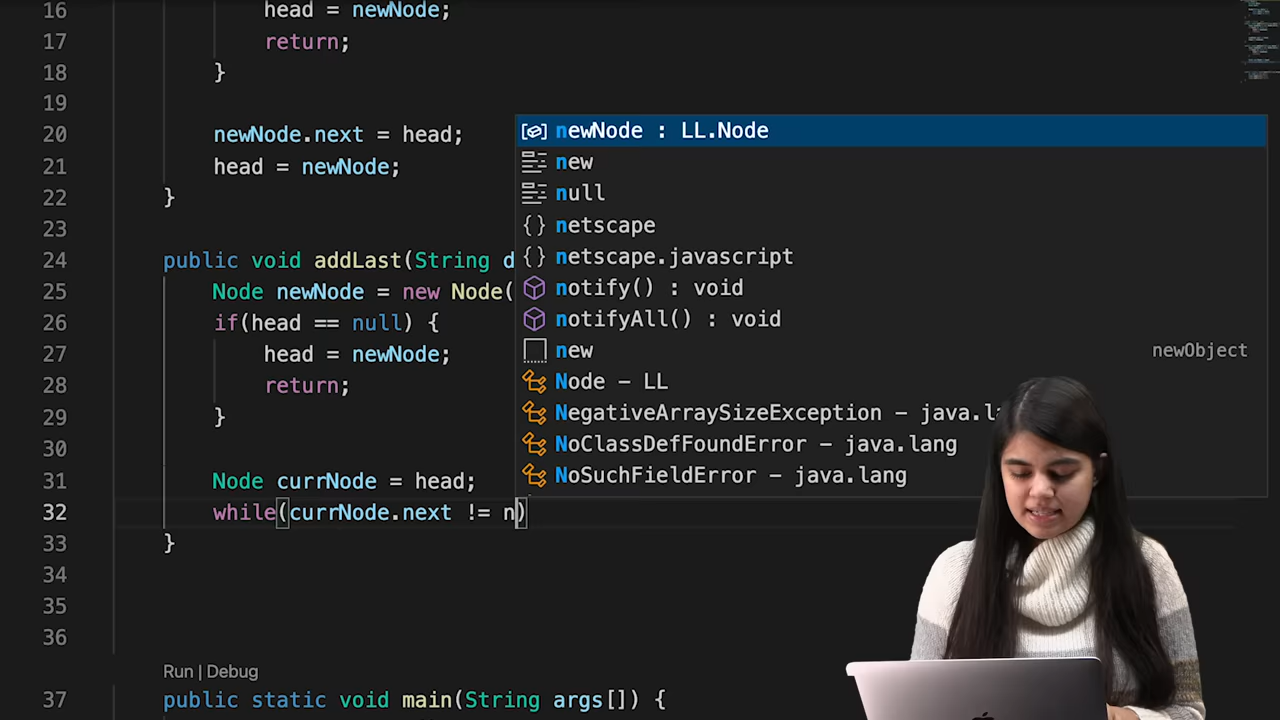 16 head = newNode;
17 return;
18 }
19
20 newNode.next = head;
21 head = newNode;
22 }
23
24 public void addLast(String d
25 Node newNode = new Node(
26 if(head == null) {
27 head = newNode;
28 return;
29 }
30
31 Node currNode = head;
32 while(currNode.next != n)
33 }
34
35
36
Run | Debug
37 public static void main(String args[]) {
newNode : LL.Node
new
null
netscape
netscape.javascript
notify() : void
notifyAll() : void
new newObject
Node – LL
NegativeArraySizeException – java.la
NoClassDefFoundError – java.lang
NoSuchFieldError – java.lang